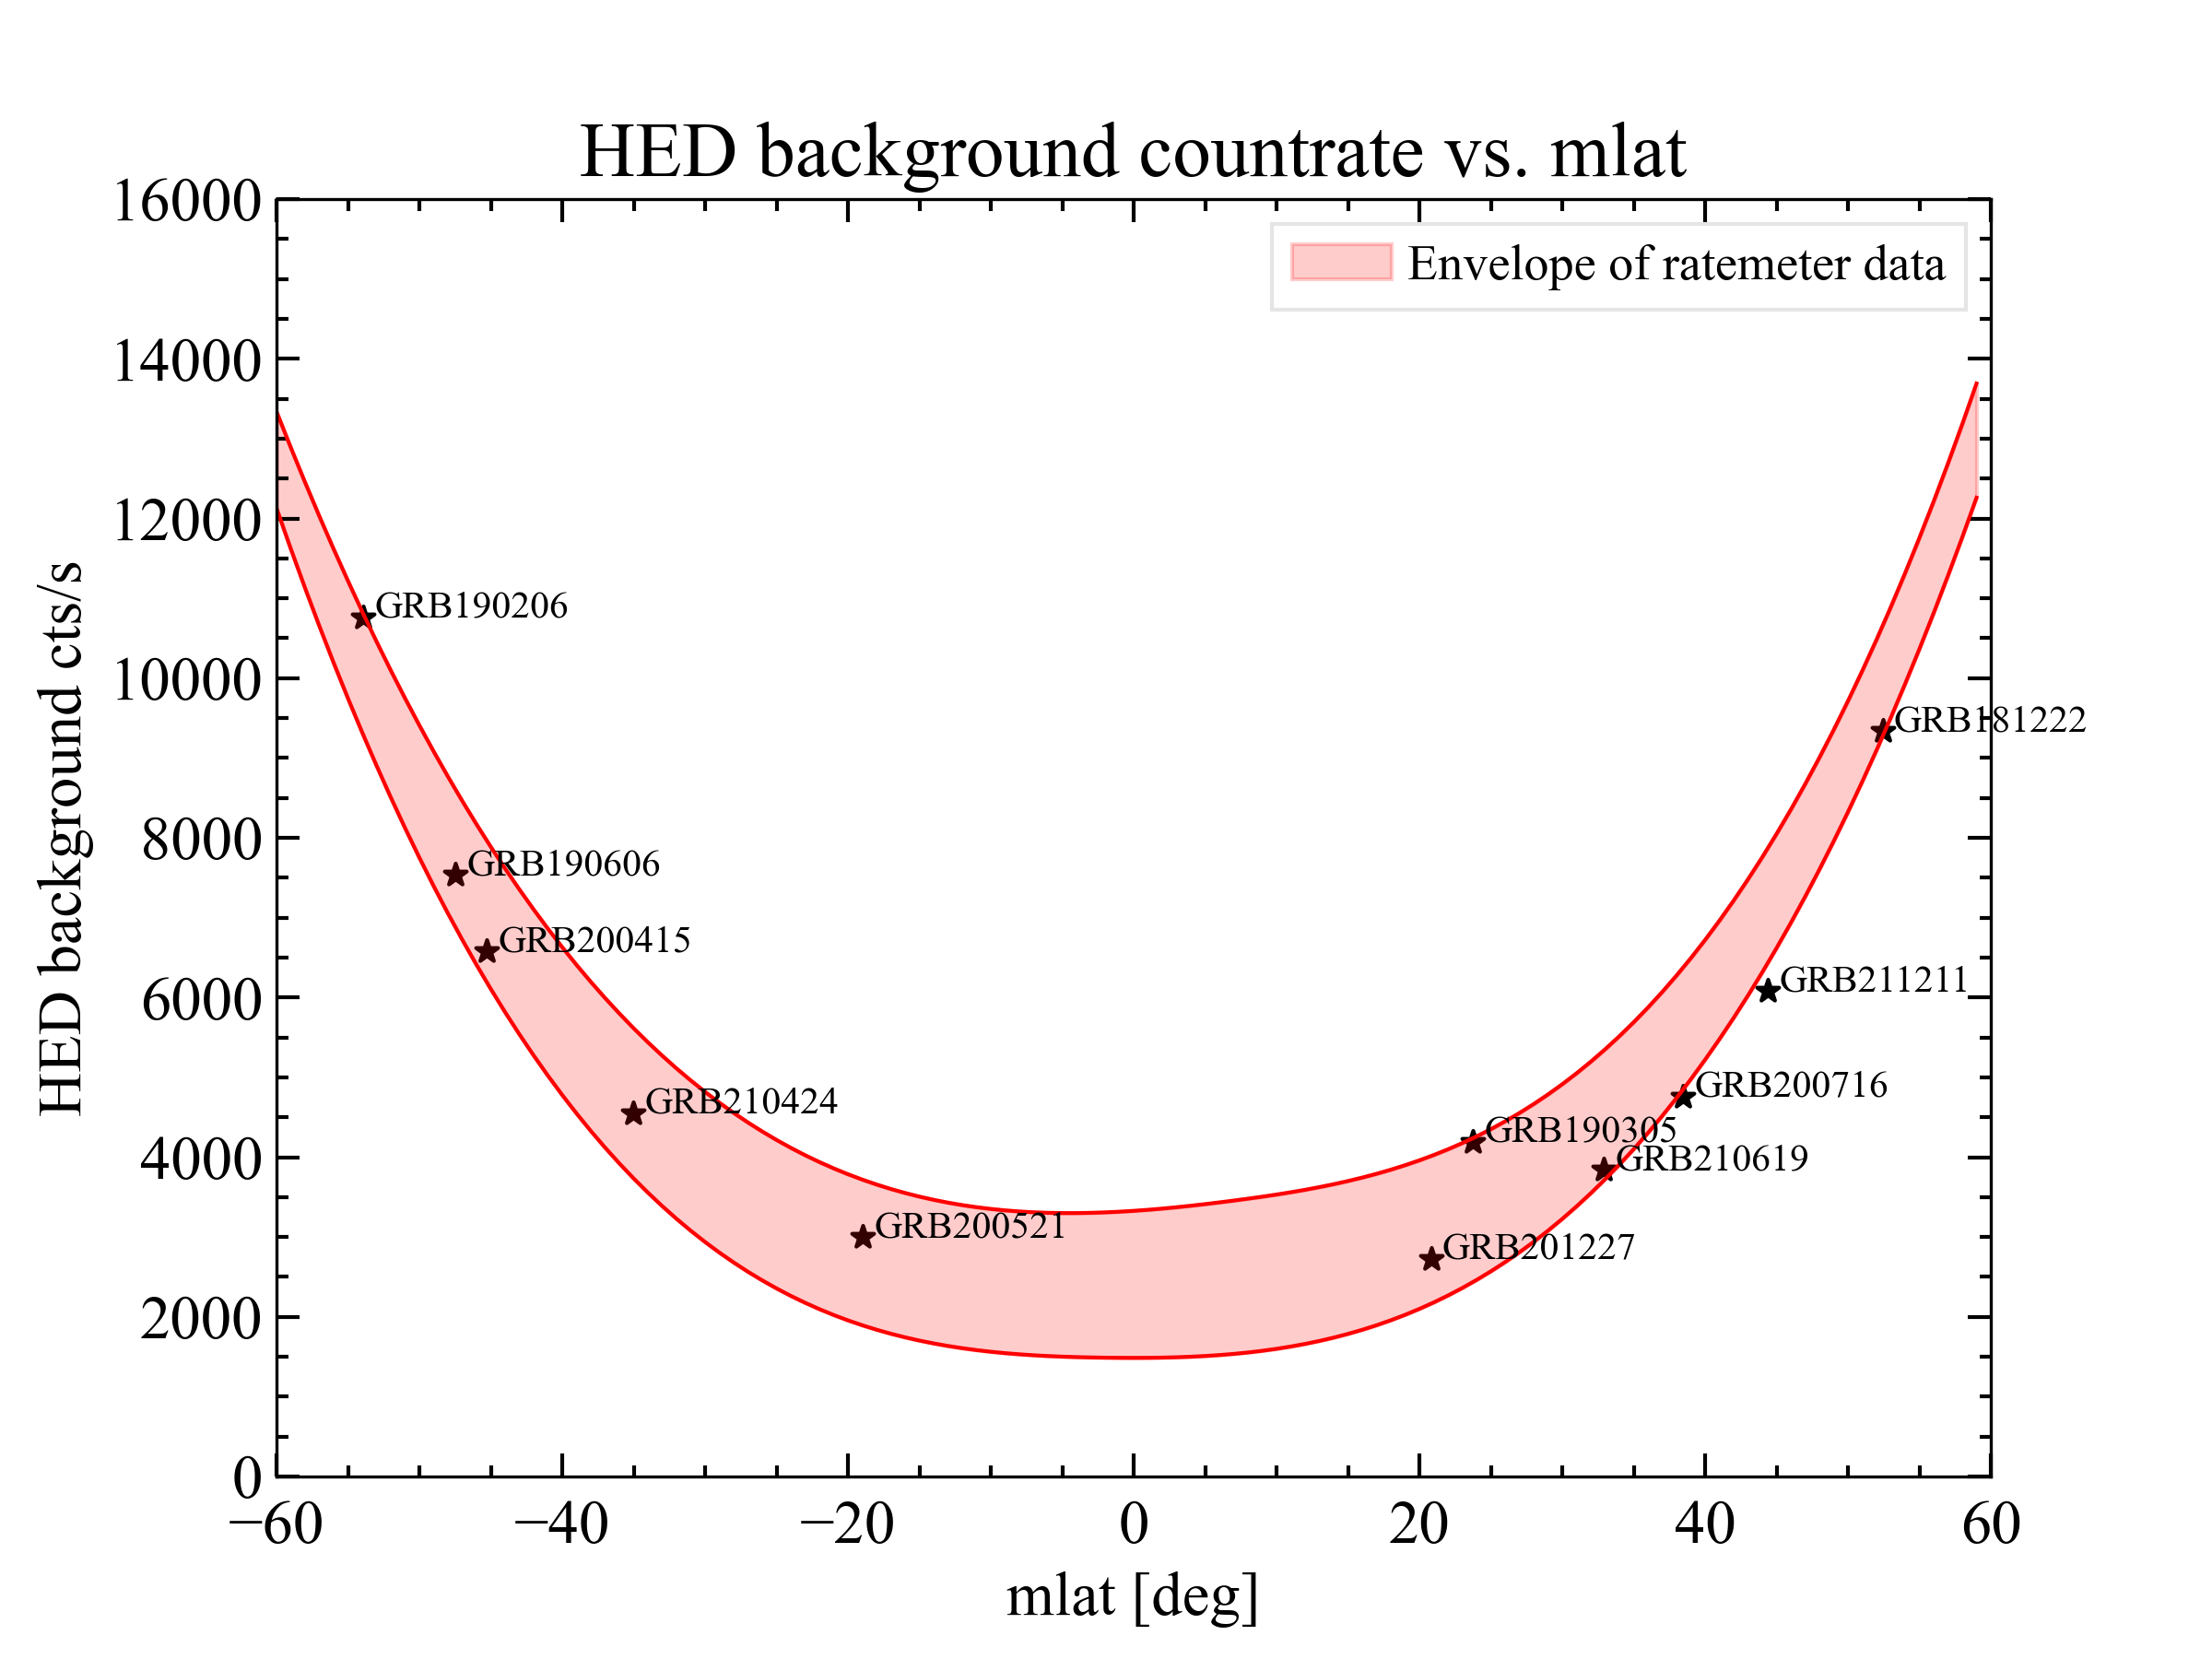 HED background countrate vs. mlat
16000
Envelope of ratemeter data
14000
12000
GRB190206
10000
GRB181222
8000
GRB190606
GRB200415
6000
GRB211211
GRB210424
GRB200716
GRB190305
4000
GRB210619
GRB200521
GRB201227
2000
0
−60 −40 −20 0 20 40 60
mlat [deg]
HED background cts/s